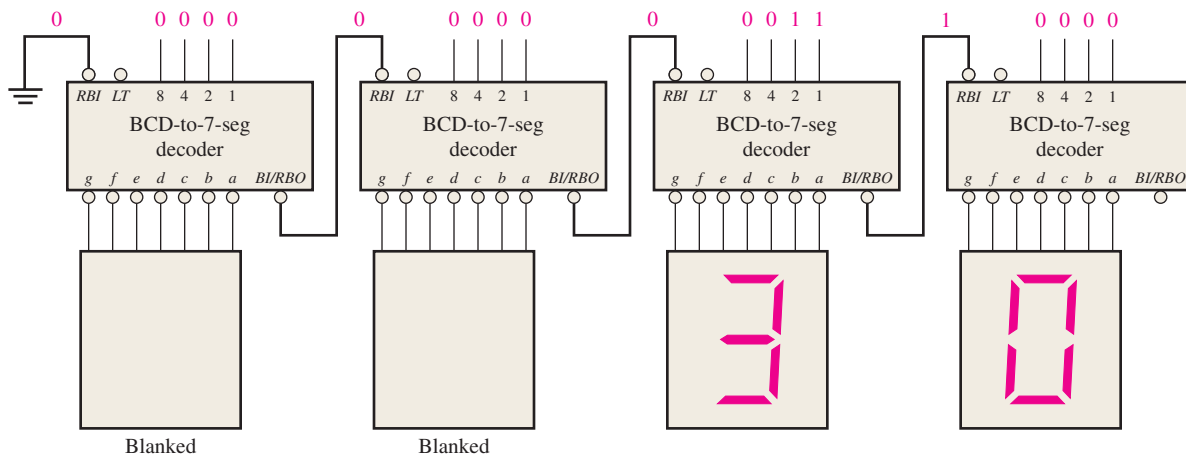 0 0 0 0 0
0 0 0 0 0
0 0 0 1 1
1 0 0 0 0
RBI LT 8 4 2 1
BCD-to-7-seg
decoder
g f e d c b a BI/RBO
RBI LT 8 4 2 1
BCD-to-7-seg
decoder
g f e d c b a BI/RBO
RBI LT 8 4 2 1
BCD-to-7-seg
decoder
g f e d c b a BI/RBO
RBI LT 8 4 2 1
BCD-to-7-seg
decoder
g f e d c b a BI/RBO
3
0
Blanked
Blanked